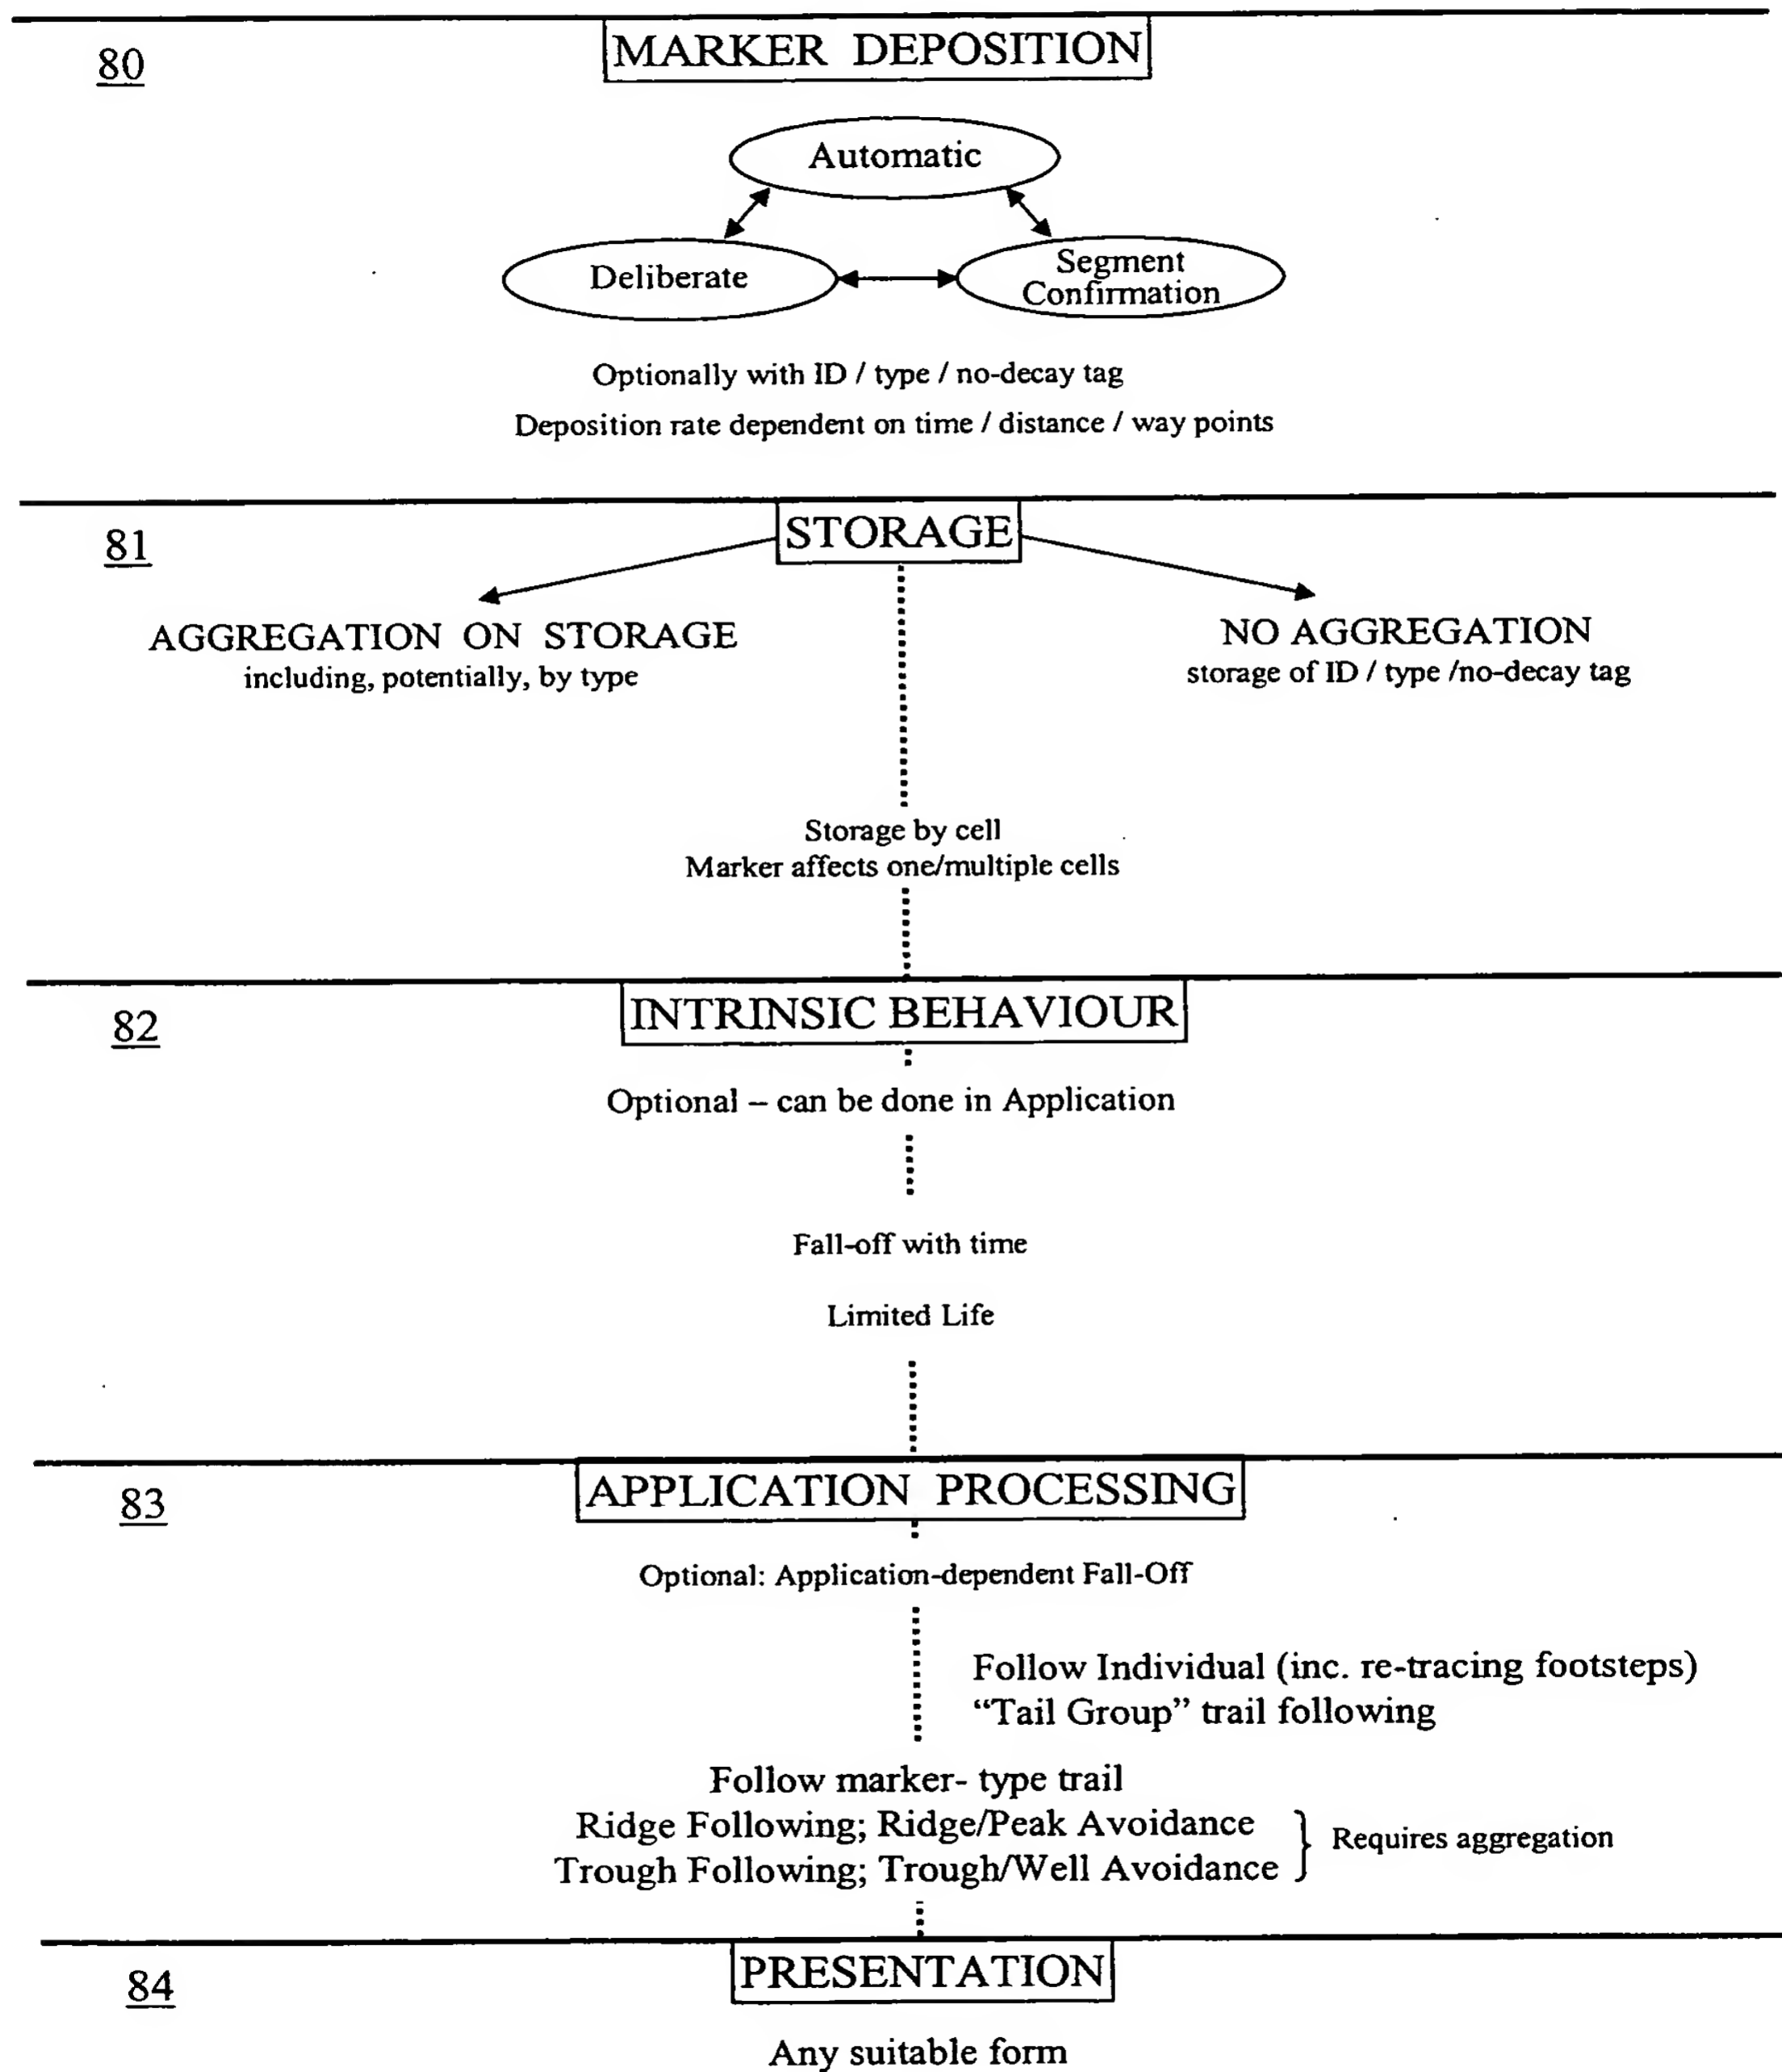 MARKER DEPOSITION
80
Automatic
Deliberate
Segment
Confirmation
Optionally with ID / type / no-decay tag
Deposition rate dependent on time / distance / way points
STORAGE
81
AGGREGATION ON STORAGE
including, potentially, by type
NO AGGREGATION
storage of ID / type /no-decay tag
Storage by cell
Marker affects one/multiple cells
INTRINSIC BEHAVIOUR
82
Optional – can be done in Application
Fall-off with time
Limited Life
APPLICATION PROCESSING
83
Optional: Application-dependent Fall-Off
Follow Individual (inc. re-tracing footsteps)
“Tail Group” trail following
Follow marker- type trail
Ridge Following; Ridge/Peak Avoidance
Trough Following; Trough/Well Avoidance
Requires aggregation
PRESENTATION
84
Any suitable form